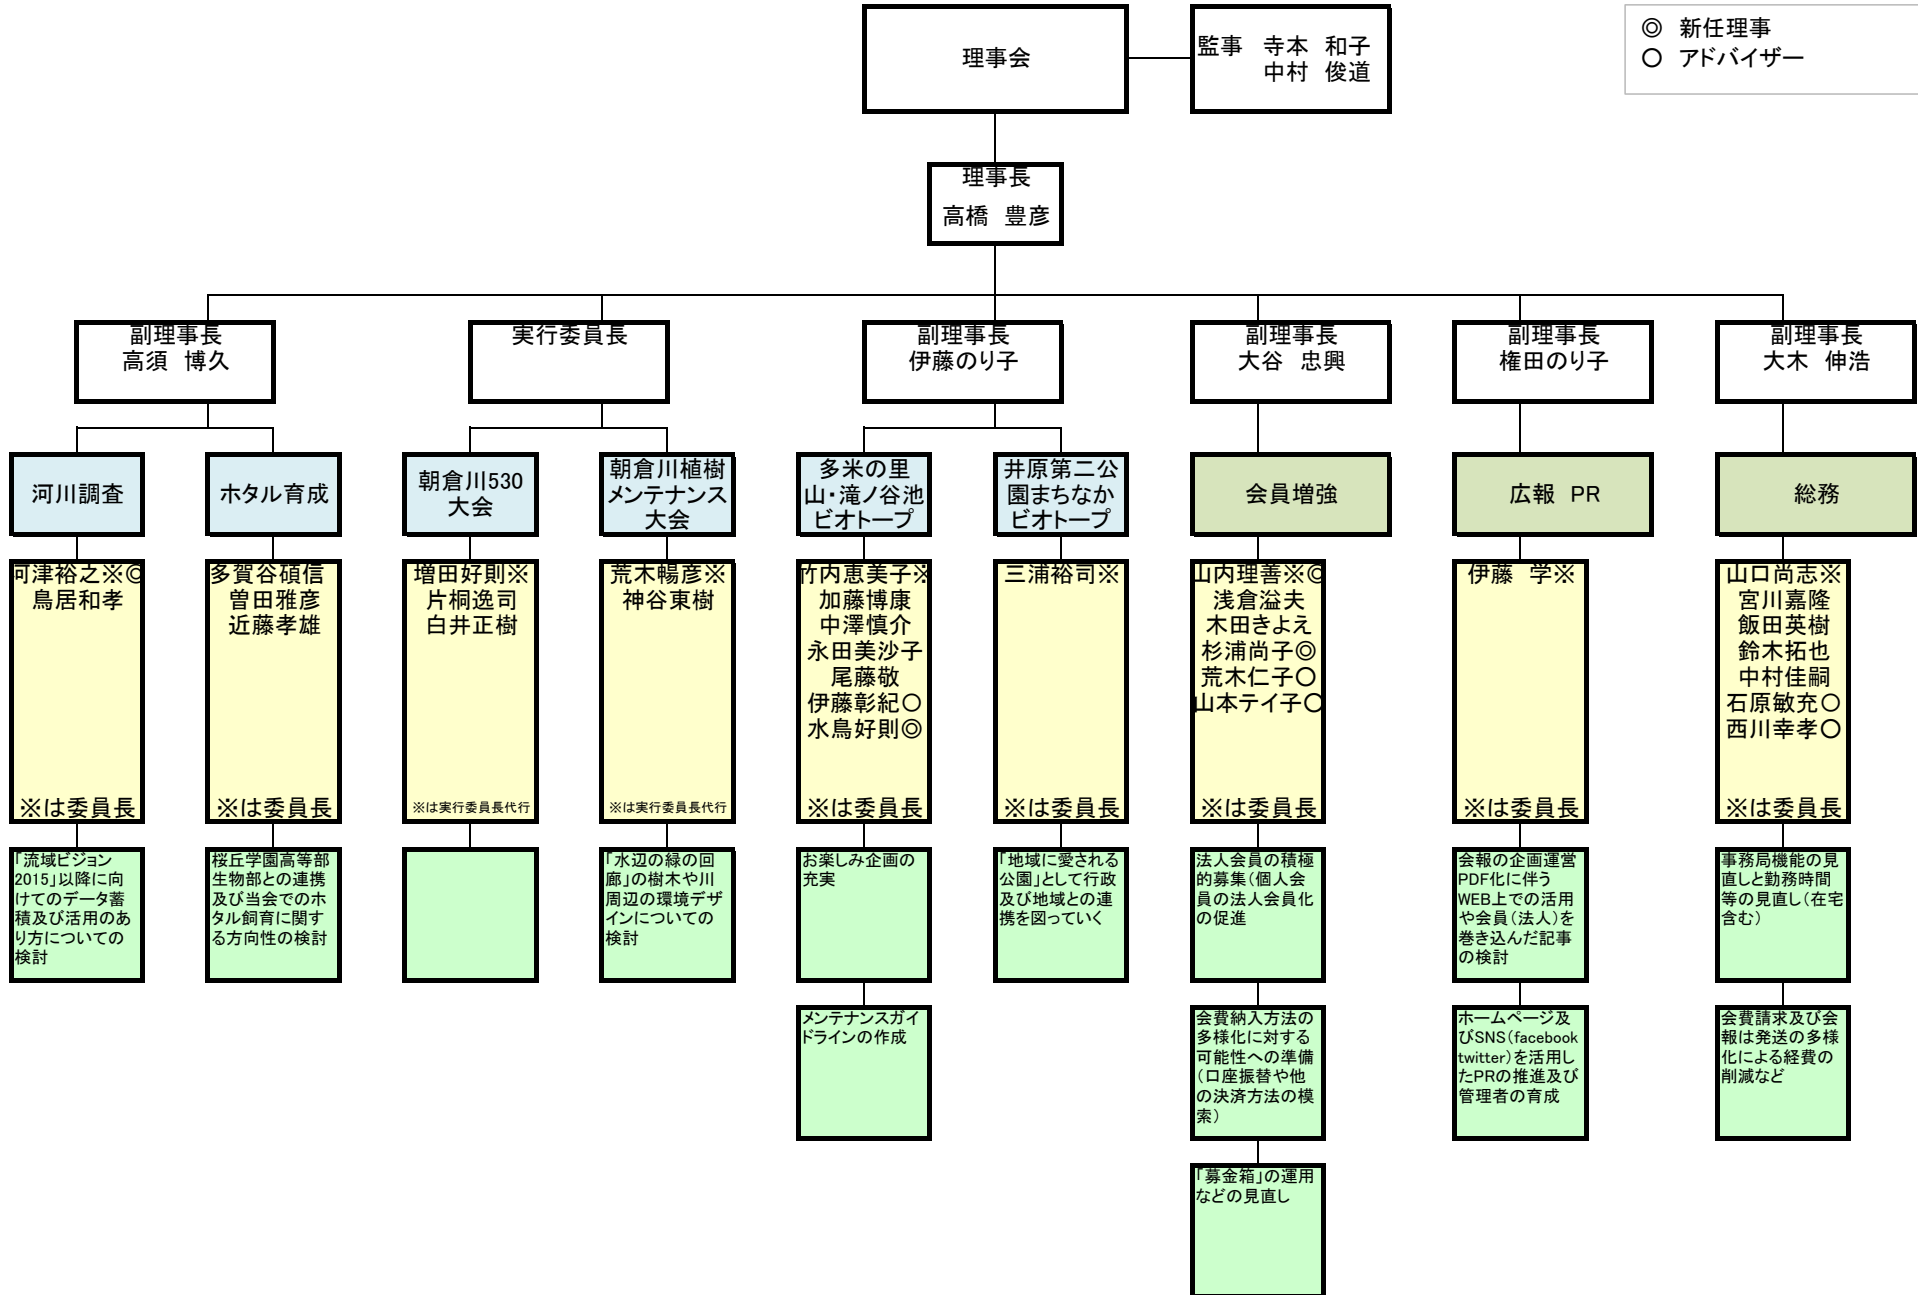 理事会
監事　寺本　和子
中村　俊道
◎　新任理事
○　アドバイザー
理事長
高橋　豊彦
副理事長
高須　博久
実行委員長
副理事長
伊藤のり子
副理事長
大谷　忠興
副理事長
権田のり子
副理事長
大木　伸浩
河川調査
ホタル育成
朝倉川530
大会
朝倉川植樹
メンテナンス
大会
多米の里
山・滝ノ谷池
ビオトープ
井原第二公
園まちなか
ビオトープ
会員増強
広報　PR
総務
河津裕之※◎
鳥居和孝
※は委員長
多賀谷碩信
曽田雅彦
近藤孝雄
※は委員長
増田好則※
片桐逸司
白井正樹
※は実行委員長代行
荒木暢彦※
神谷東樹
※は実行委員長代行
竹内恵美子※
加藤博康
中澤慎介
永田美沙子
尾藤敬
伊藤彰紀○
水鳥好則◎
※は委員長
三浦裕司※
※は委員長
山内理善※◎
浅倉溢夫
木田きよえ
杉浦尚子◎
荒木仁子○
山本テイ子○
※は委員長
伊藤　学※
※は委員長
山口尚志※
宮川嘉隆
飯田英樹
鈴木拓也
中村佳嗣
石原敏充○
西川幸孝○
※は委員長
「流域ビジョン
2015」以降に向
けてのデータ蓄
積及び活用のあ
り方についての
検討
桜丘学園高等部
生物部との連携
及び当会でのホ
タル飼育に関す
る方向性の検討
「水辺の緑の回
廊」の樹木や川
周辺の環境デザ
インについての
検討
お楽しみ企画の
充実
「地域に愛される
公園」として行政
及び地域との連
携を図っていく
法人会員の積極
的募集（個人会
員の法人会員化
の促進
会報の企画運営
PDF化に伴う
WEB上での活用
や会員（法人）を
巻き込んだ記事
の検討
事務局機能の見
直しと勤務時間
等の見直し（在宅
含む）
メンテナンスガイ
ドラインの作成
会費納入方法の
多様化に対する
可能性への準備
（口座振替や他
の決済方法の模
索）
ホームページ及
びSNS（facebook
twitter）を活用し
たPRの推進及び
管理者の育成
会費請求及び会
報は発送の多様
化による経費の
削減など
「募金箱」の運用
などの見直し